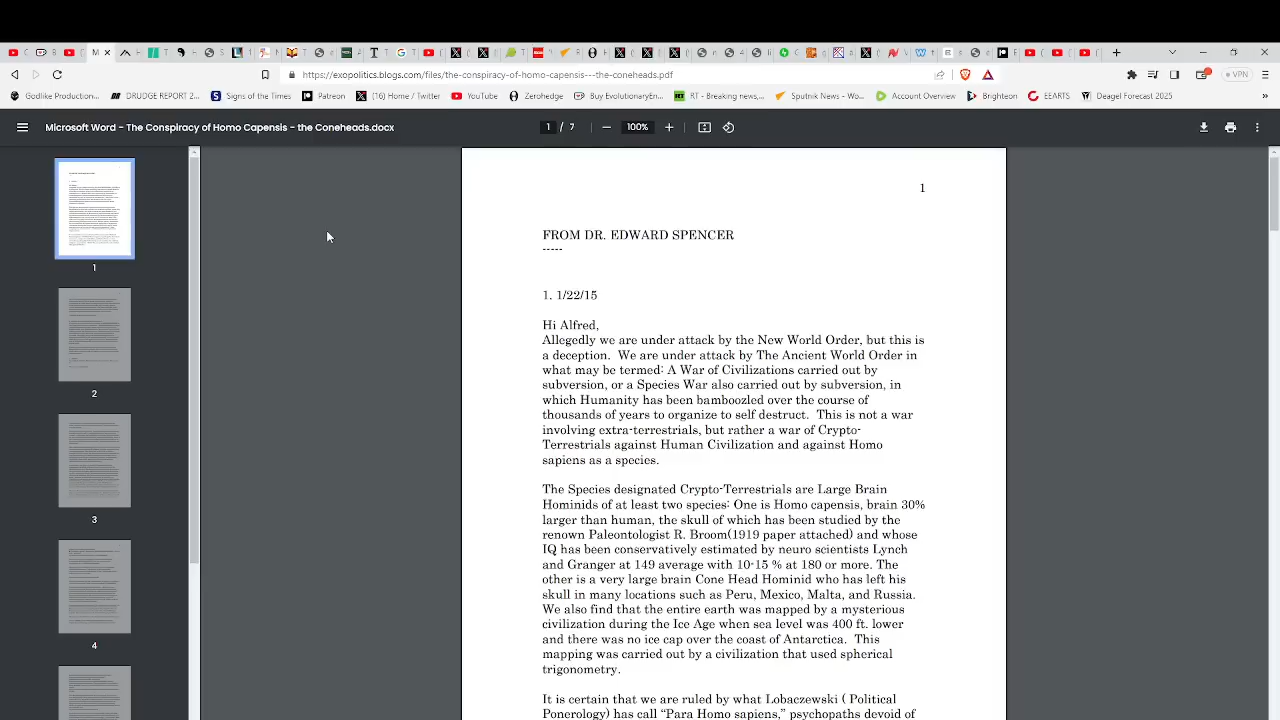 M
https://exopolitics.blogs.com/files/the-conspiracy-of-homo-capensis---the-coneheads.pdf
VPN
Godlike Production...
DRUDGE REPORT 2...
Signs of the Times
Patreon
(16) Home / Twitter
YouTube
Zerohedge
Buy EvolutionaryEn...
RT - Breaking news,...
Sputnik News - Wo...
Account Overview
Brighteon
EEARTS
Deagel Forecast 2025
Microsoft Word - The Conspiracy of Homo Capensis - the Coneheads.docx
1 / 7
100%
1
2
3
4
1
FROM DR. EDWARD SPENCER
-----
1 1/22/15
Hi Alfred,
Allegedly we are under attack by the New World Order, but this is
a deception. We are under attack by The Ancient World Order in
what may be termed: A War of Civilizations carried out by
subversion, or a Species War also carried out by subversion, in
which Humanity has been bamboozled over the course of
thousands of years to organize to self destruct. This is not a war
involving extra-terrestrials, but rather a war of Crypto-
Terrestrials against Human Civilization and against Homo
sapiens as a species.
The Species designated Crypto-Terrestrials are Large Brain
Hominids of at least two species: One is Homo capensis, brain 30%
larger than human, the skull of which has been studied by the
renown Paleontologist R. Broom(1919 paper attached) and whose
IQ has been conservatively estimated by neuro scientists Lynch
and Granger at 149 average with 10-15 % at 180 or more. The
other is a very large brain Cone Head Hominid who has left his
skull in many locations such as Peru, Mexico, Malta, and Russia.
We also find that the entire earth was mapped by a mysterious
civilization during the Ice Age when sea level was 400 ft. lower
and there was no ice cap over the coast of Antarctica. This
mapping was carried out by a civilization that used spherical
trigonometry.
It is certain that we are ruled by what Lobaczewski ( Political
Ponerology) has call “Para Homo sapiens,” psychopaths devoid of